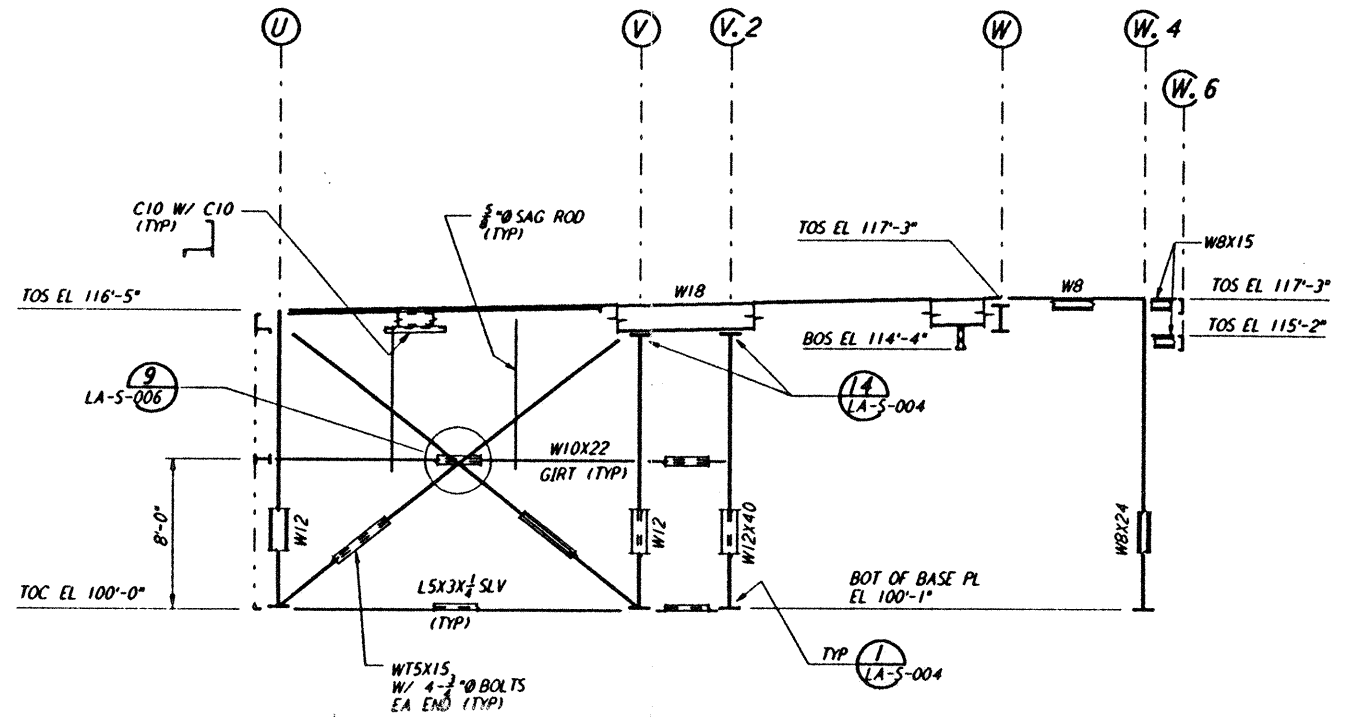 U
V
V.2
W
W.4
W.6
C10 W/ C10
(TYP)
5/8"Ø SAG ROD
(TYP)
TOS EL 117'-3"
W8X15
TOS EL 116'-5"
W18
W8
TOS EL 117'-3"
TOS EL 115'-2"
BOS EL 114'-4"
9
LA-S-006
14
LA-S-004
W10X22
GIRT (TYP)
8'-0"
W12
W12
W12X40
W8X24
TOC EL 100'-0"
L5X3X1/4 SLV
(TYP)
BOT OF BASE PL
EL 100'-1"
TYP
1
LA-S-004
WT5X15
W/ 4-3/4"Ø BOLTS
EA END (TYP)